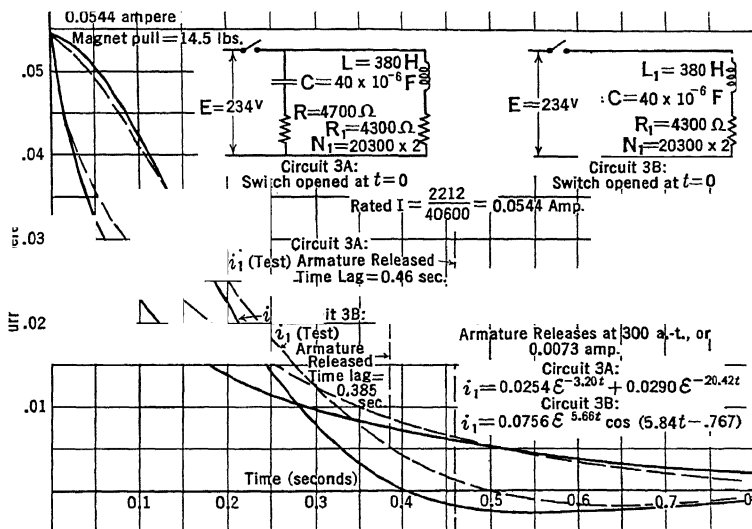 0.0544 ampere
Magnet pull=14.5 lbs.
.05
.04
.03
.02
.01
L=380 H
C=40 x 10⁻⁶ F
E=234V
R=4700Ω
R₁=4300Ω
N₁=20300 x 2
Circuit 3A:
Switch opened at t=0
L₁=380 H
:C=40 x 10⁻⁶ F
E=234V
R₁=4300Ω
N₁=20300 x 2
Circuit 3B:
Switch opened at t=0
Rated I = 2212/40600 = 0.0544 Amp.
Circuit 3A:
i₁ (Test) Armature Released
Time Lag=0.46 sec.
i
it 3B:
i₁ (Test)
Armature
Released
Time lag=
0.385
sec
urr
Armature Releases at 300 a.-t., or
0.0073 amp.
Circuit 3A:
i₁=0.0254 ε⁻³·²⁰ᵗ + 0.0290 ε⁻²⁰·⁴²ᵗ
Circuit 3B:
i₁=0.0756 ε⁵·⁶⁶ᵗ cos (5.84t-.767)
Time (seconds)
0.1 0.2 0.3 0.4 0.5 0.6 0.7